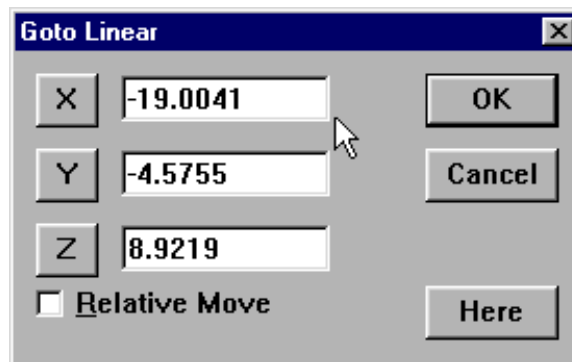 Goto Linear
X -19.0041 OK
Y -4.5755 Cancel
Z 8.9219
Relative Move
Here